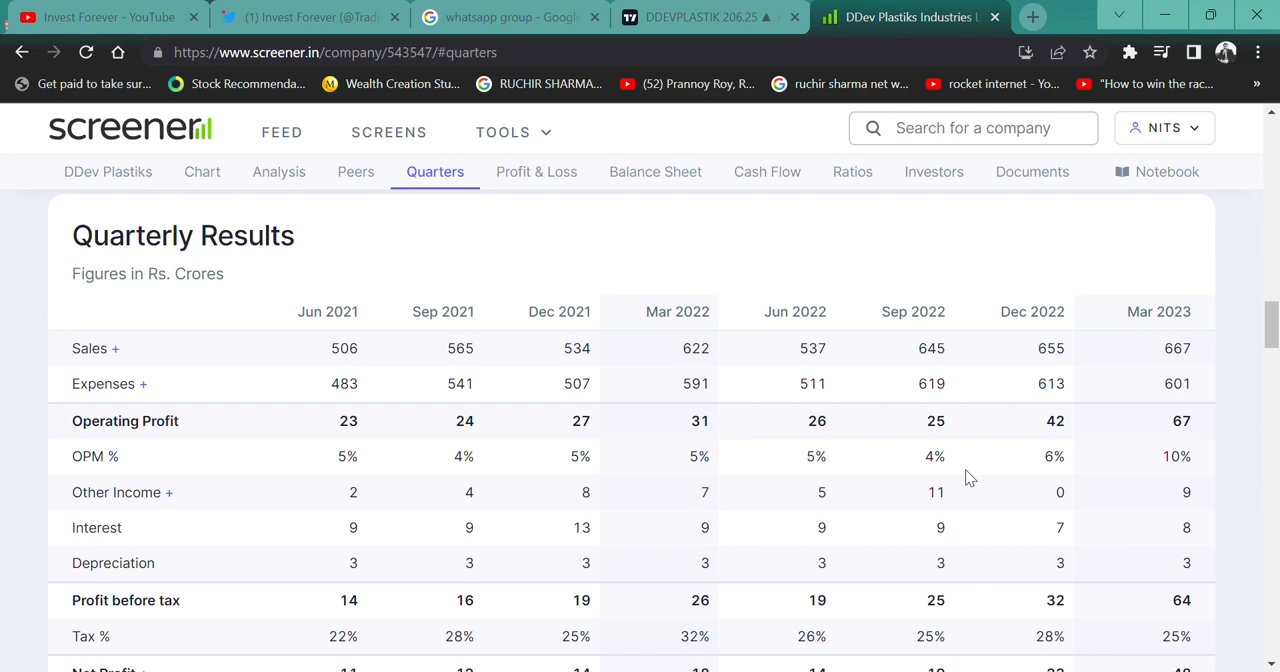 Invest Forever - YouTube
(1) Invest Forever (@Tradi
whatsapp group - Google
DDEVPLASTIK 206.25 ▲
DDev Plastiks Industries L
https://www.screener.in/company/543547/#quarters
Get paid to take sur...
Stock Recommenda...
Wealth Creation Stu...
RUCHIR SHARMA...
(52) Prannoy Roy, R...
ruchir sharma net w...
rocket internet - Yo...
"How to win the rac...
»
screener
FEED
SCREENS
TOOLS
Search for a company
NITS
DDev Plastiks
Chart
Analysis
Peers
Quarters
Profit & Loss
Balance Sheet
Cash Flow
Ratios
Investors
Documents
Notebook
Quarterly Results
Figures in Rs. Crores
Jun 2021 Sep 2021 Dec 2021 Mar 2022 Jun 2022 Sep 2022 Dec 2022 Mar 2023
Sales + 506 565 534 622 537 645 655 667
Expenses + 483 541 507 591 511 619 613 601
Operating Profit 23 24 27 31 26 25 42 67
OPM % 5% 4% 5% 5% 5% 4% 6% 10%
Other Income + 2 4 8 7 5 11 0 9
Interest 9 9 13 9 9 9 7 8
Depreciation 3 3 3 3 3 3 3 3
Profit before tax 14 16 19 26 19 25 32 64
Tax % 22% 28% 25% 32% 26% 25% 28% 25%